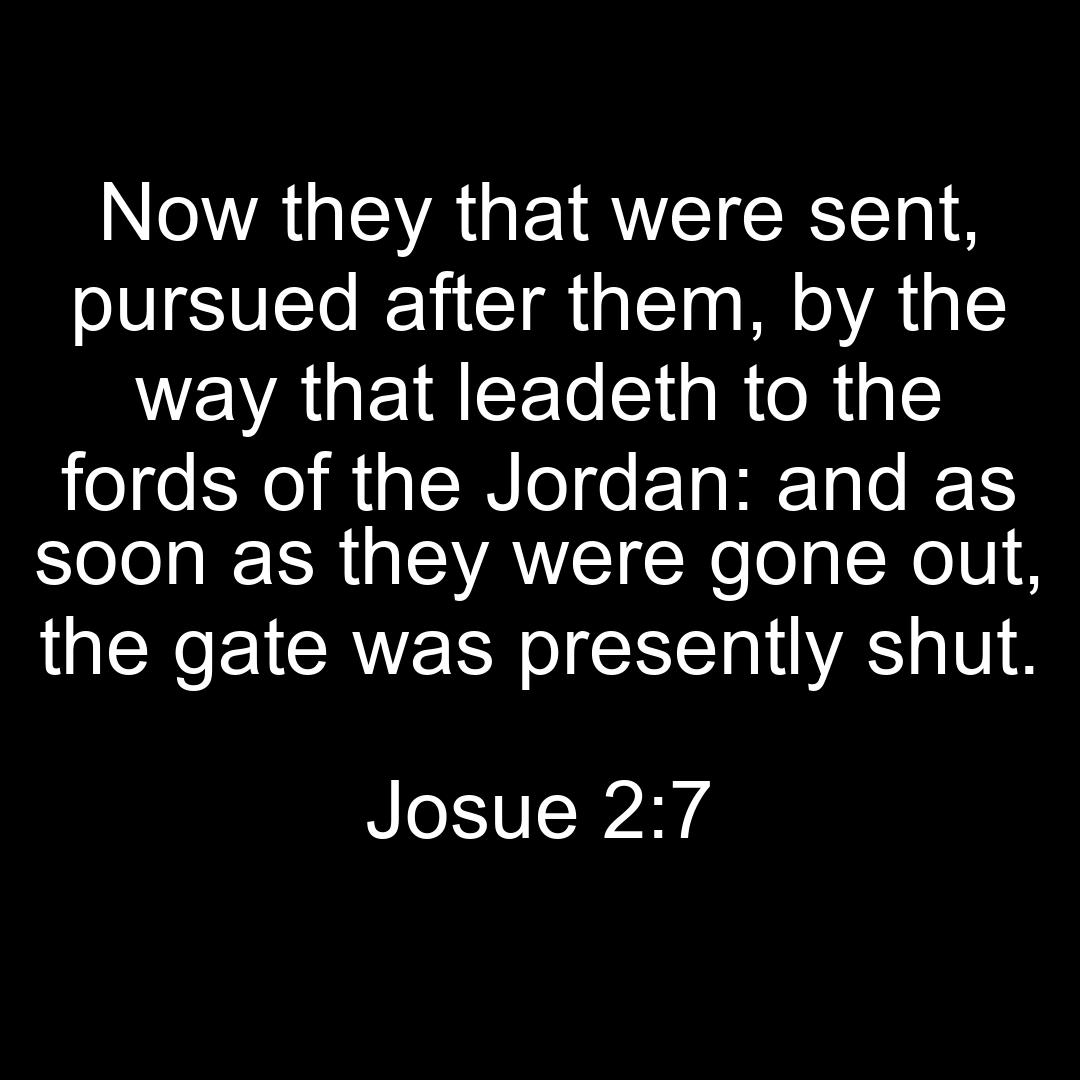 Now they that were sent,
pursued after them, by the
way that leadeth to the
fords of the Jordan: and as
soon as they were gone out,
the gate was presently shut.
Josue 2:7